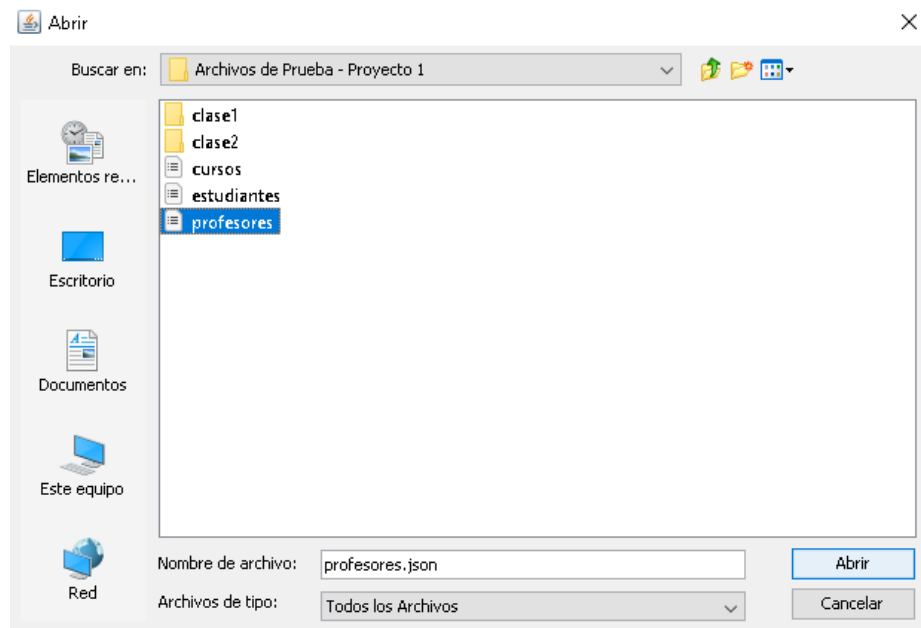 Abrir
Buscar en: Archivos de Prueba - Proyecto 1
clase1
clase2
cursos
estudiantes
profesores
Elementos re...
Escritorio
Documentos
Este equipo
Red
Nombre de archivo: profesores.json Abrir
Archivos de tipo: Todos los Archivos Cancelar